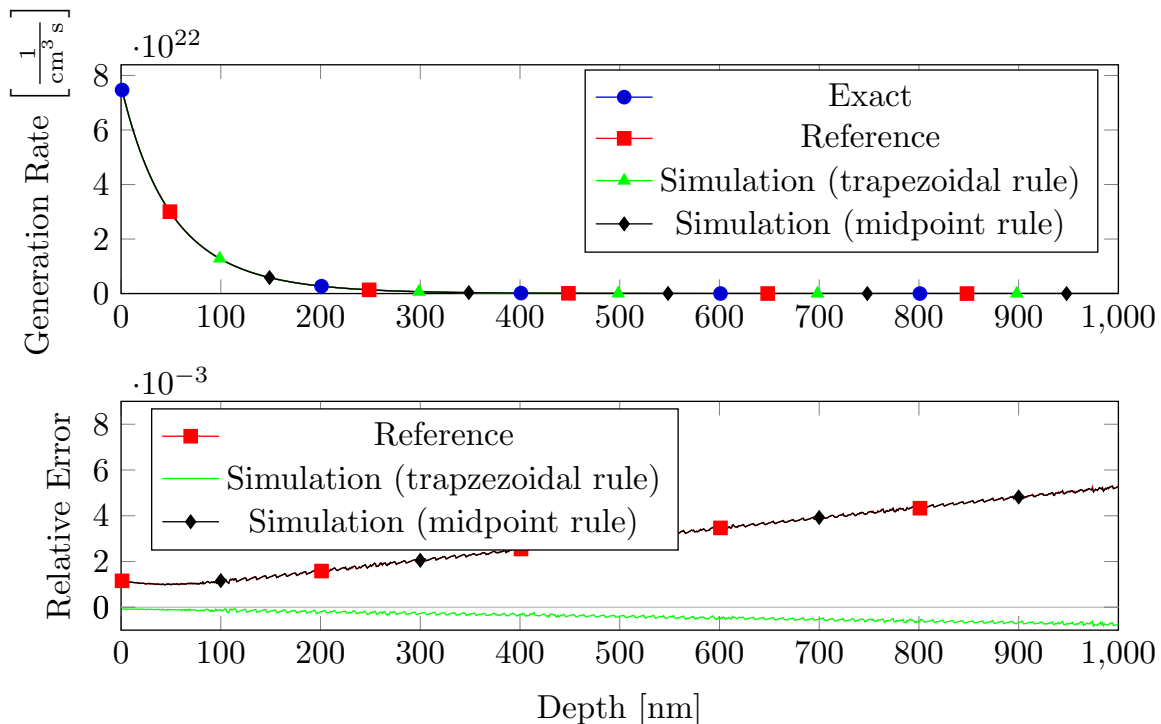 ·10^22
Generation Rate [1/cm^3 s]
8
6
4
2
0
Exact
Reference
Simulation (trapezoidal rule)
Simulation (midpoint rule)
0 100 200 300 400 500 600 700 800 900 1,000
·10^-3
Relative Error
8
6
4
2
0
Reference
Simulation (trapzezoidal rule)
Simulation (midpoint rule)
0 100 200 300 400 500 600 700 800 900 1,000
Depth [nm]